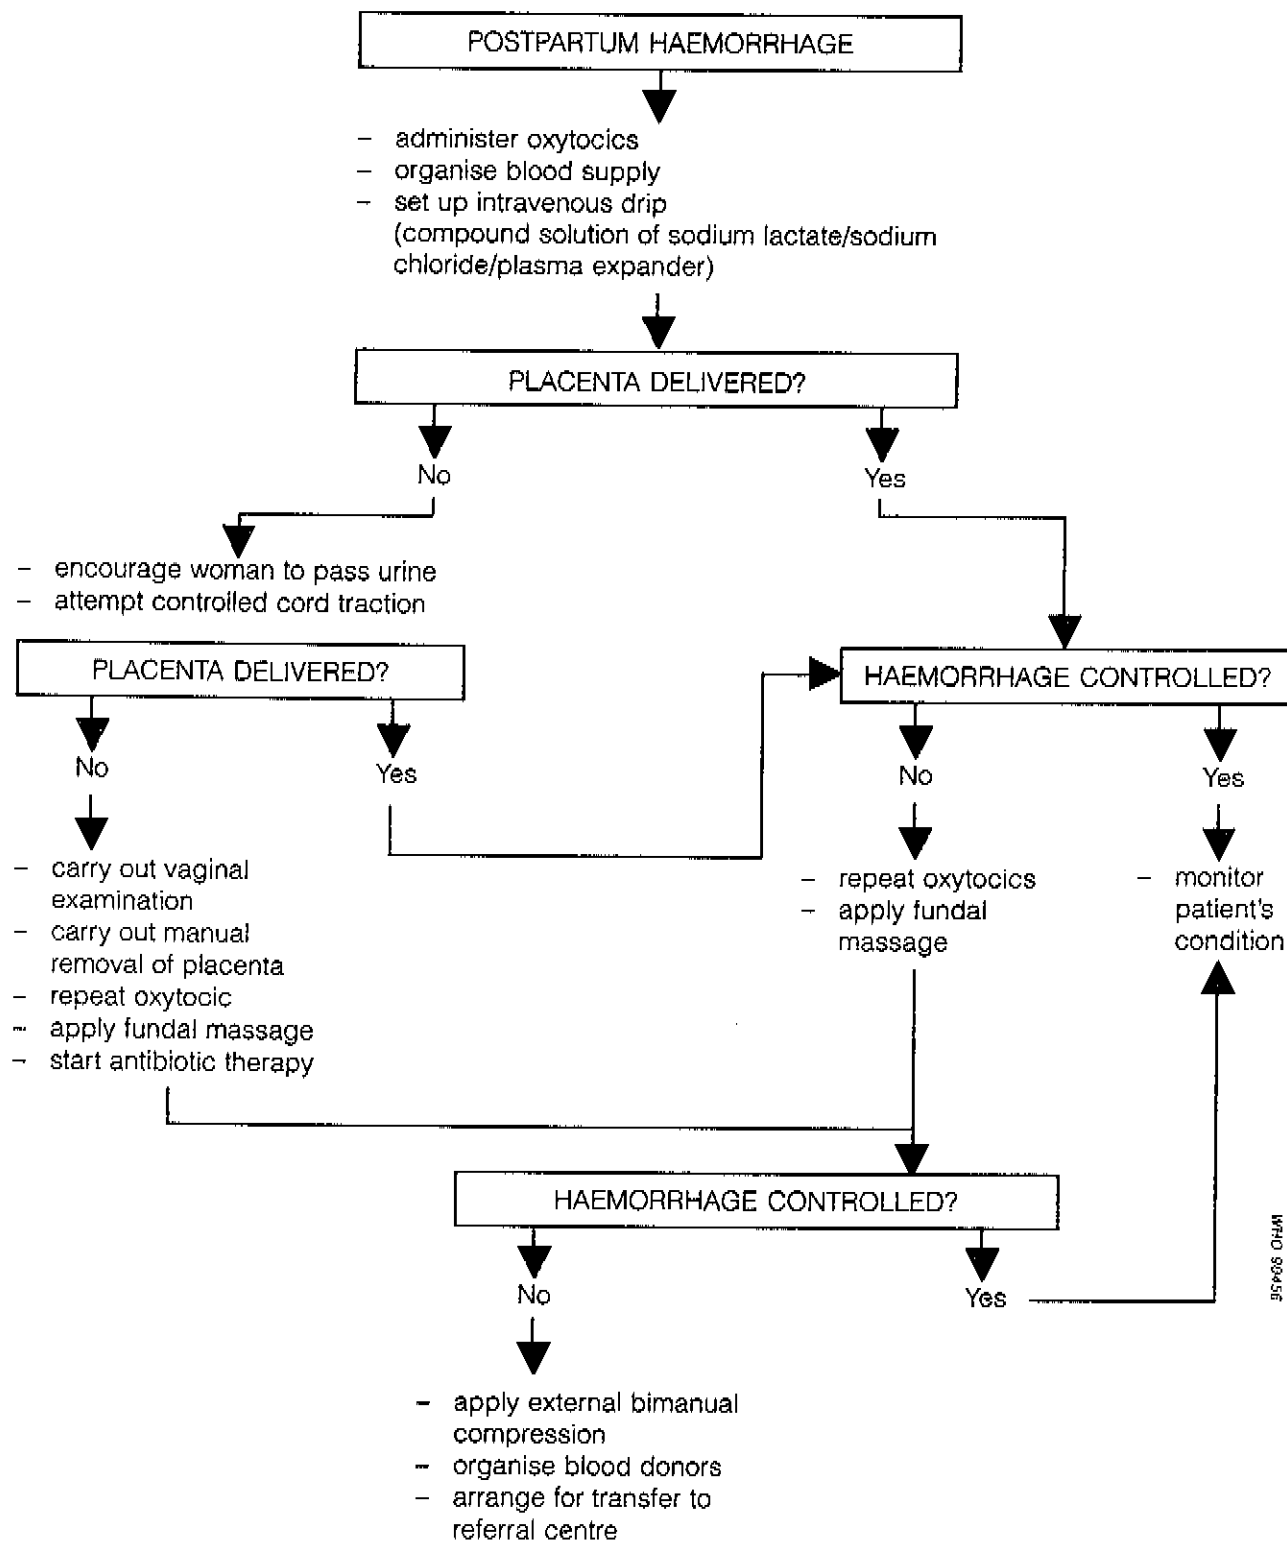 POSTPARTUM HAEMORRHAGE
– administer oxytocics
– organise blood supply
– set up intravenous drip
(compound solution of sodium lactate/sodium
chloride/plasma expander)
PLACENTA DELIVERED?
No
Yes
– encourage woman to pass urine
– attempt controlled cord traction
PLACENTA DELIVERED?
HAEMORRHAGE CONTROLLED?
No
Yes
No
Yes
– carry out vaginal
examination
– carry out manual
removal of placenta
– repeat oxytocic
– apply fundal massage
– start antibiotic therapy
– repeat oxytocics
– apply fundal
massage
– monitor
patient's
condition
HAEMORRHAGE CONTROLLED?
No
Yes
– apply external bimanual
compression
– organise blood donors
– arrange for transfer to
referral centre
WHO